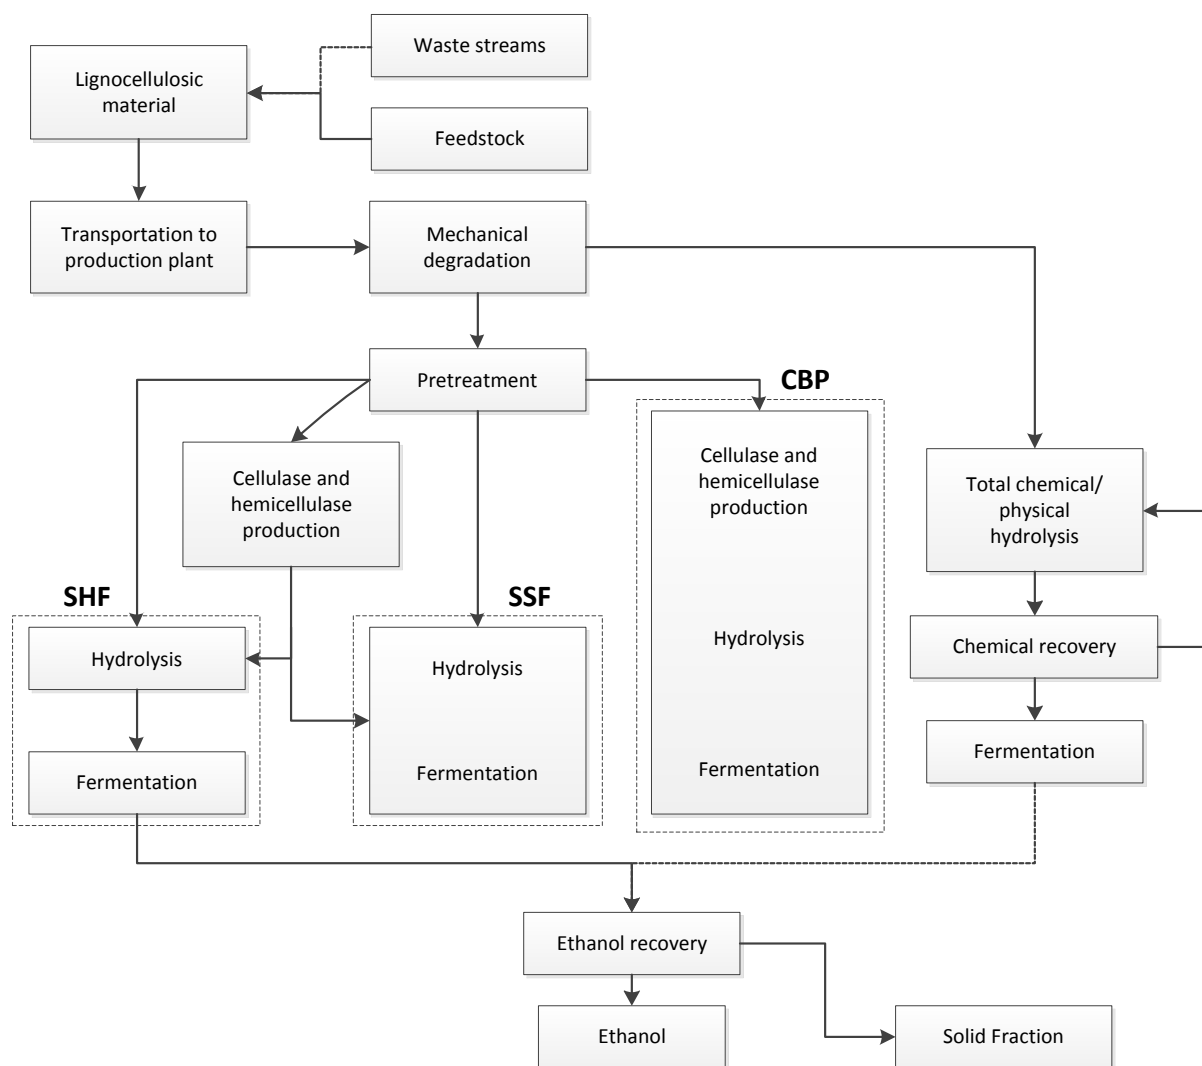 Waste streams
Lignocellulosic
material
Feedstock
Transportation to
production plant
Mechanical
degradation
Pretreatment
CBP
Cellulase and
hemicellulase
production
Cellulase and
hemicellulase
production
Total chemical/
physical
hydrolysis
SHF
SSF
Hydrolysis
Hydrolysis
Hydrolysis
Chemical recovery
Fermentation
Fermentation
Fermentation
Fermentation
Ethanol recovery
Ethanol
Solid Fraction